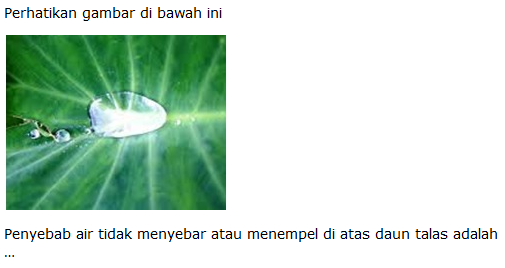 Perhatikan gambar di bawah ini
Penyebab air tidak menyebar atau menempel di atas daun talas adalah
...